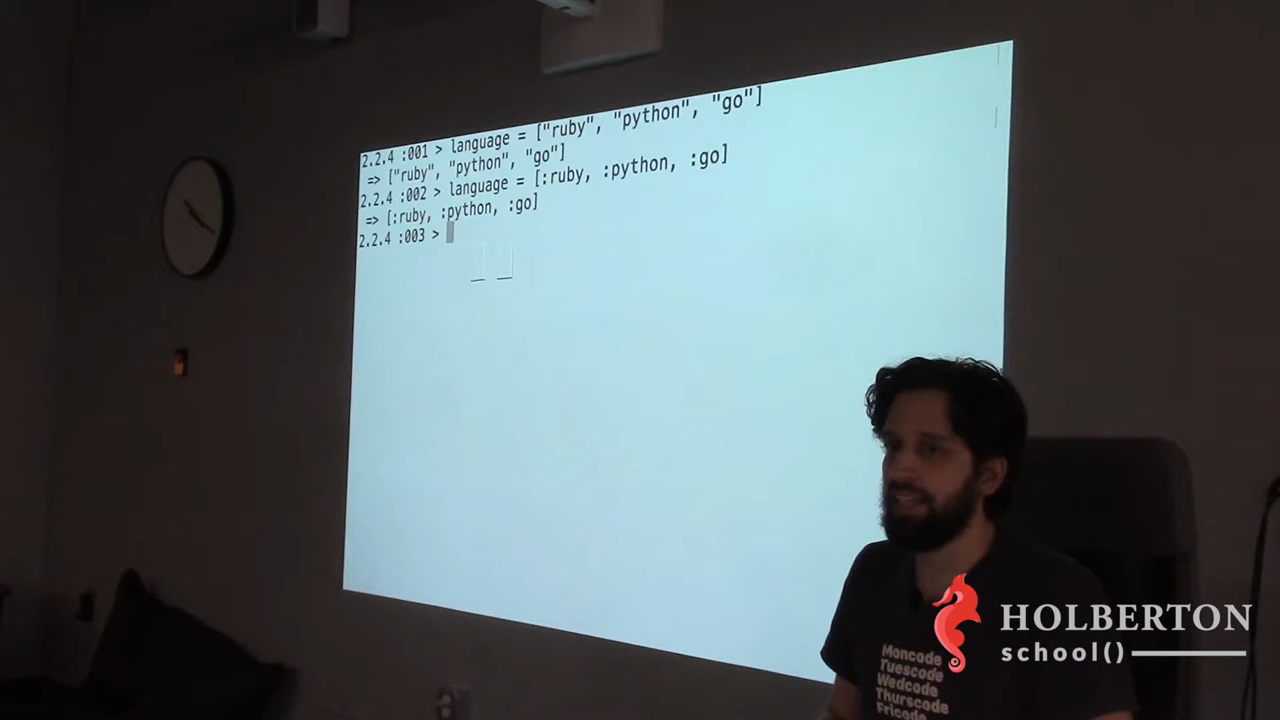 2.2.4 :001 > language = ["ruby", "python", "go"]
=> ["ruby", "python", "go"]
2.2.4 :002 > language = [:ruby, :python, :go]
=> [:ruby, :python, :go]
2.2.4 :003 >
HOLBERTON
school()
Moncode
Tuescode
Wedcode
Thurscode
Fricode